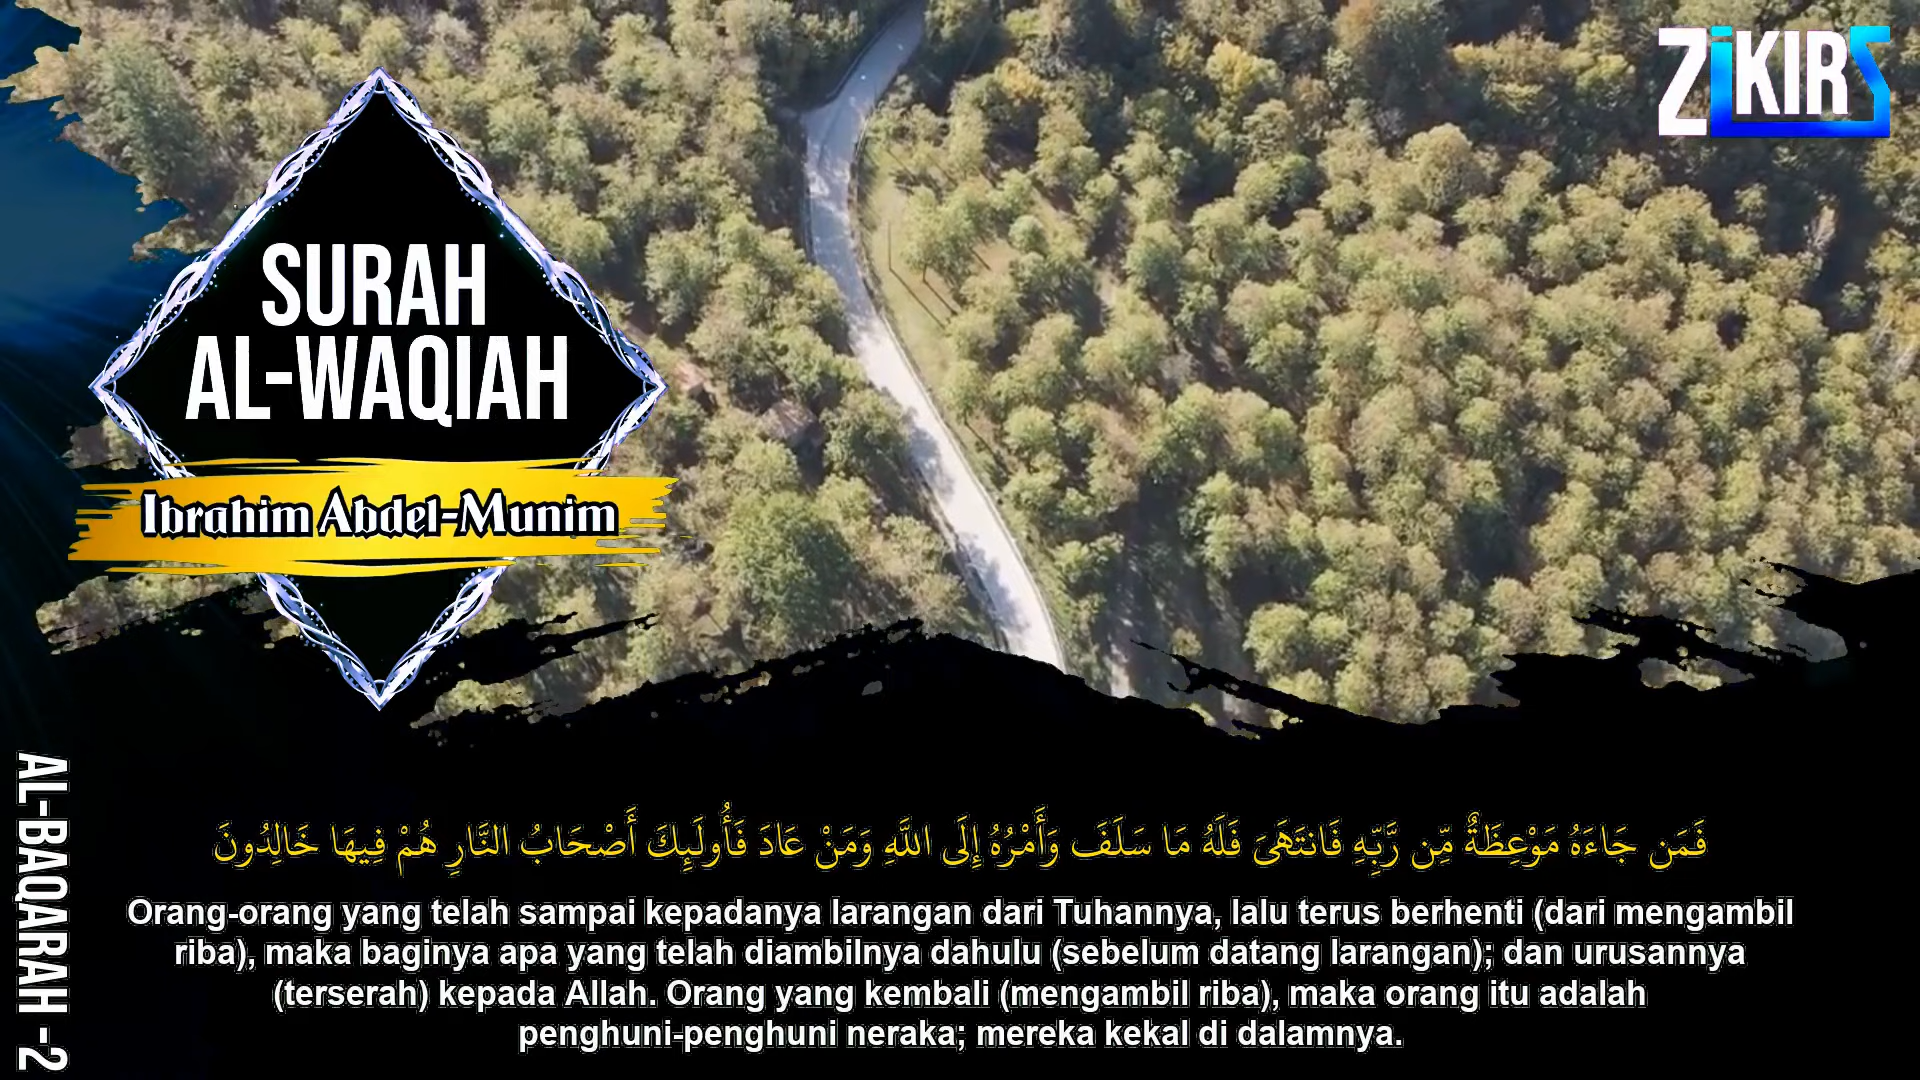 ZiKIRS
SURAH
AL-WAQIAH
Ibrahim Abdel-Munim
AL-BAQARAH -2
فَمَن جَاءَهُ مَوْعِظَةٌ مِّن رَّبِّهِ فَانتَهَىٰ فَلَهُ مَا سَلَفَ وَأَمْرُهُ إِلَى اللَّهِ وَمَنْ عَادَ فَأُولَٰئِكَ أَصْحَابُ النَّارِ هُمْ فِيهَا خَالِدُونَ
Orang-orang yang telah sampai kepadanya larangan dari Tuhannya, lalu terus berhenti (dari mengambil
riba), maka baginya apa yang telah diambilnya dahulu (sebelum datang larangan); dan urusannya
(terserah) kepada Allah. Orang yang kembali (mengambil riba), maka orang itu adalah
penghuni-penghuni neraka; mereka kekal di dalamnya.